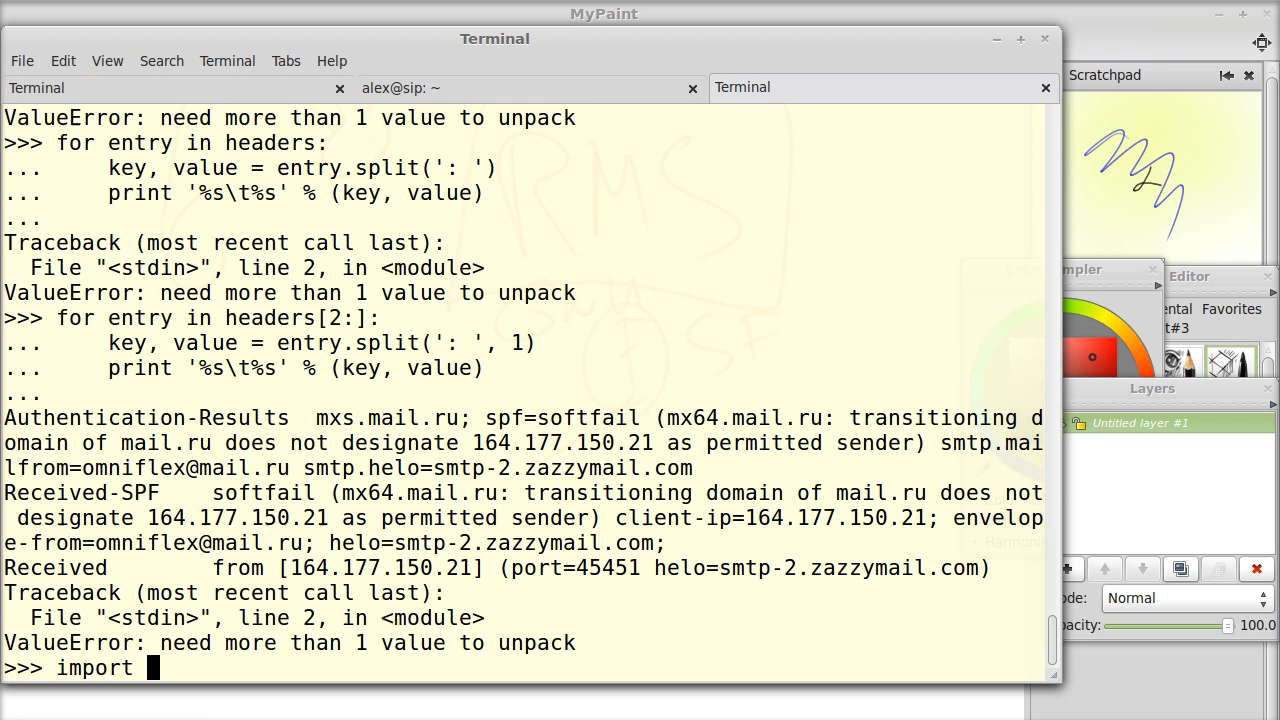 MyPaint
Terminal
File Edit View Search Terminal Tabs Help
Terminal alex@sip: ~ Terminal
ValueError: need more than 1 value to unpack
>>> for entry in headers:
... key, value = entry.split(': ')
... print '%s\t%s' % (key, value)
...
Traceback (most recent call last):
File "<stdin>", line 2, in <module>
ValueError: need more than 1 value to unpack
>>> for entry in headers[2:]:
... key, value = entry.split(': ', 1)
... print '%s\t%s' % (key, value)
...
Authentication-Results mxs.mail.ru; spf=softfail (mx64.mail.ru: transitioning d
omain of mail.ru does not designate 164.177.150.21 as permitted sender) smtp.mai
lfrom=omniflex@mail.ru smtp.helo=smtp-2.zazzymail.com
Received-SPF softfail (mx64.mail.ru: transitioning domain of mail.ru does not
designate 164.177.150.21 as permitted sender) client-ip=164.177.150.21; envelop
e-from=omniflex@mail.ru; helo=smtp-2.zazzymail.com;
Received from [164.177.150.21] (port=45451 helo=smtp-2.zazzymail.com)
Traceback (most recent call last):
File "<stdin>", line 2, in <module>
ValueError: need more than 1 value to unpack
>>> import
RMS
GNU
Scratchpad
mpler
Editor
ental Favorites
t#3
Layers
Untitled layer #1
ode: Normal
pacity: 100.0